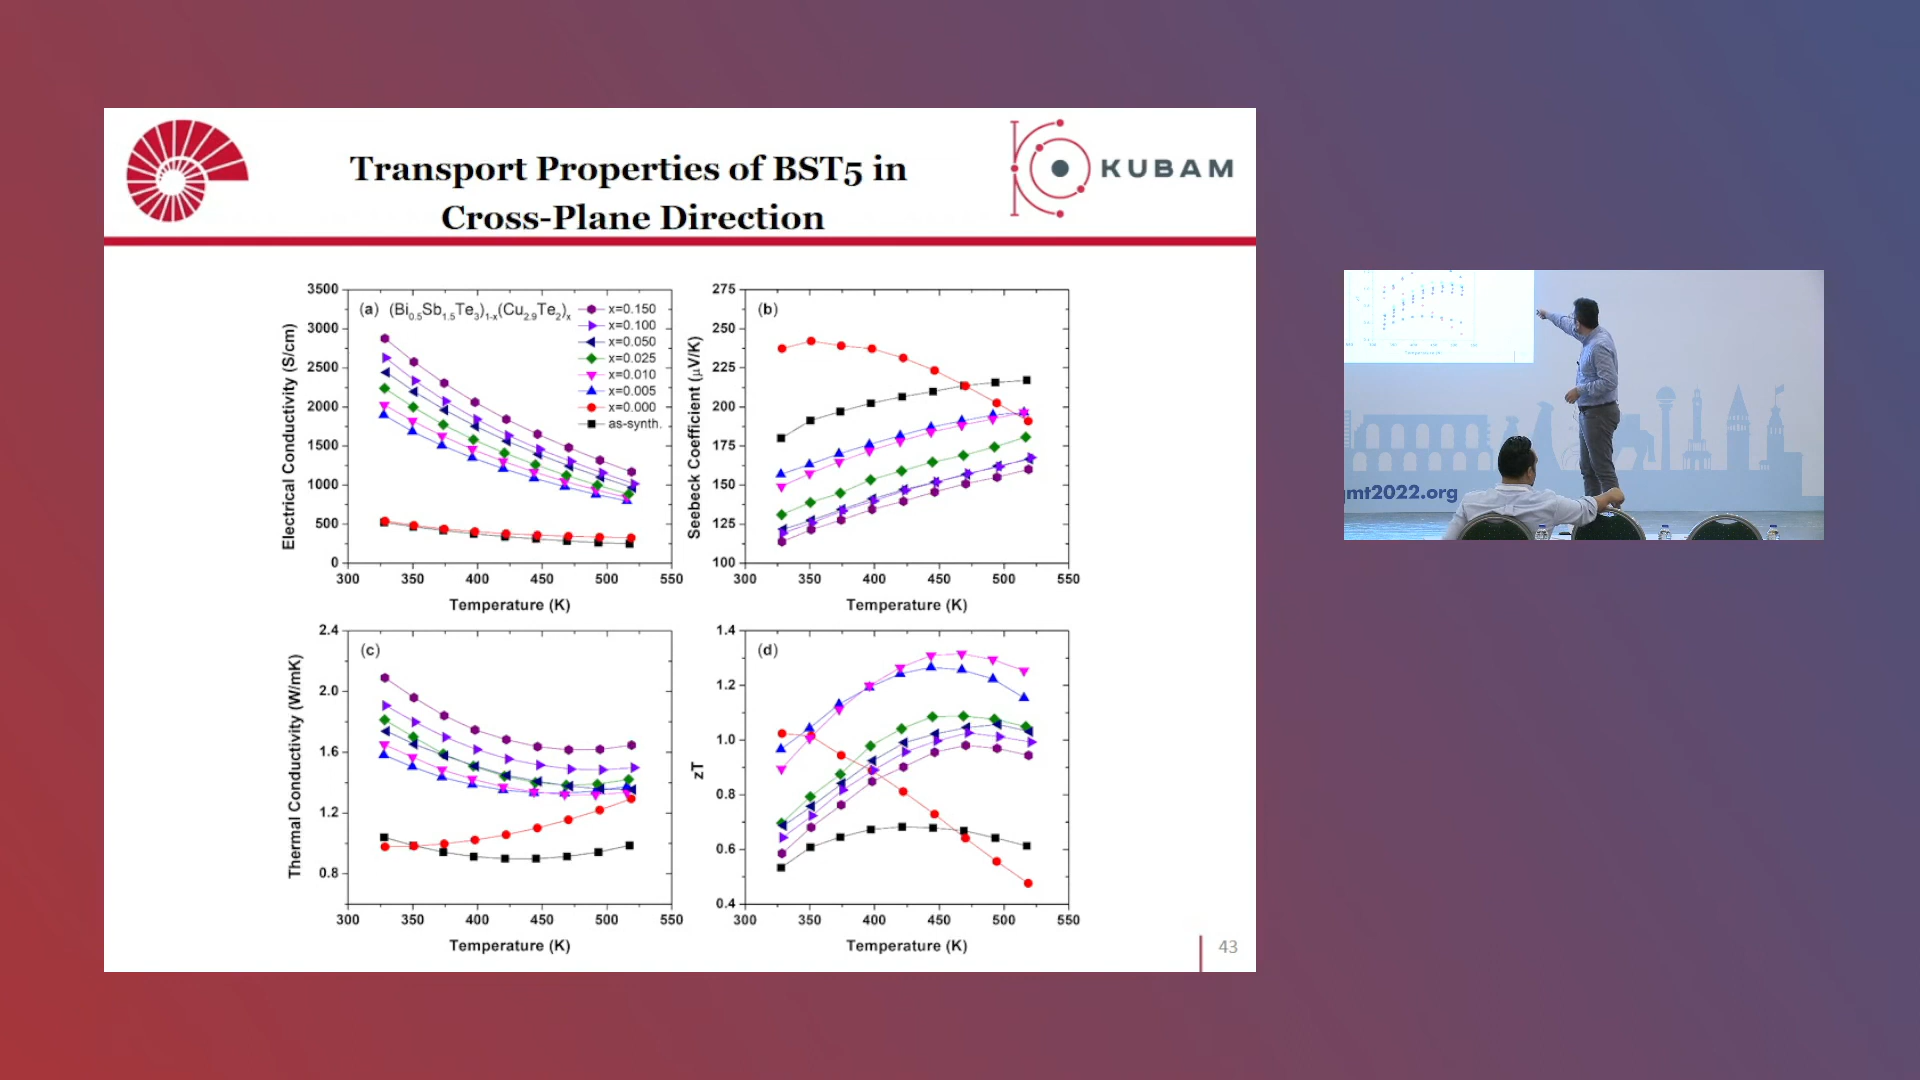 Transport Properties of BST5 in
Cross-Plane Direction
KUBAM
(a) (Bi0.5Sb1.5Te3)1-x(Cu2.9Te2)x
x=0.150
x=0.100
x=0.050
x=0.025
x=0.010
x=0.005
x=0.000
as-synth.
Electrical Conductivity (S/cm)
3500
3000
2500
2000
1500
1000
500
0
300 350 400 450 500 550
Temperature (K)
(b)
Seebeck Coefficient (μV/K)
275
250
225
200
175
150
125
100
300 350 400 450 500 550
Temperature (K)
(c)
Thermal Conductivity (W/mK)
2.4
2.0
1.6
1.2
0.8
300 350 400 450 500 550
Temperature (K)
(d)
zT
1.4
1.2
1.0
0.8
0.6
0.4
300 350 400 450 500 550
Temperature (K)
43
mt2022.org